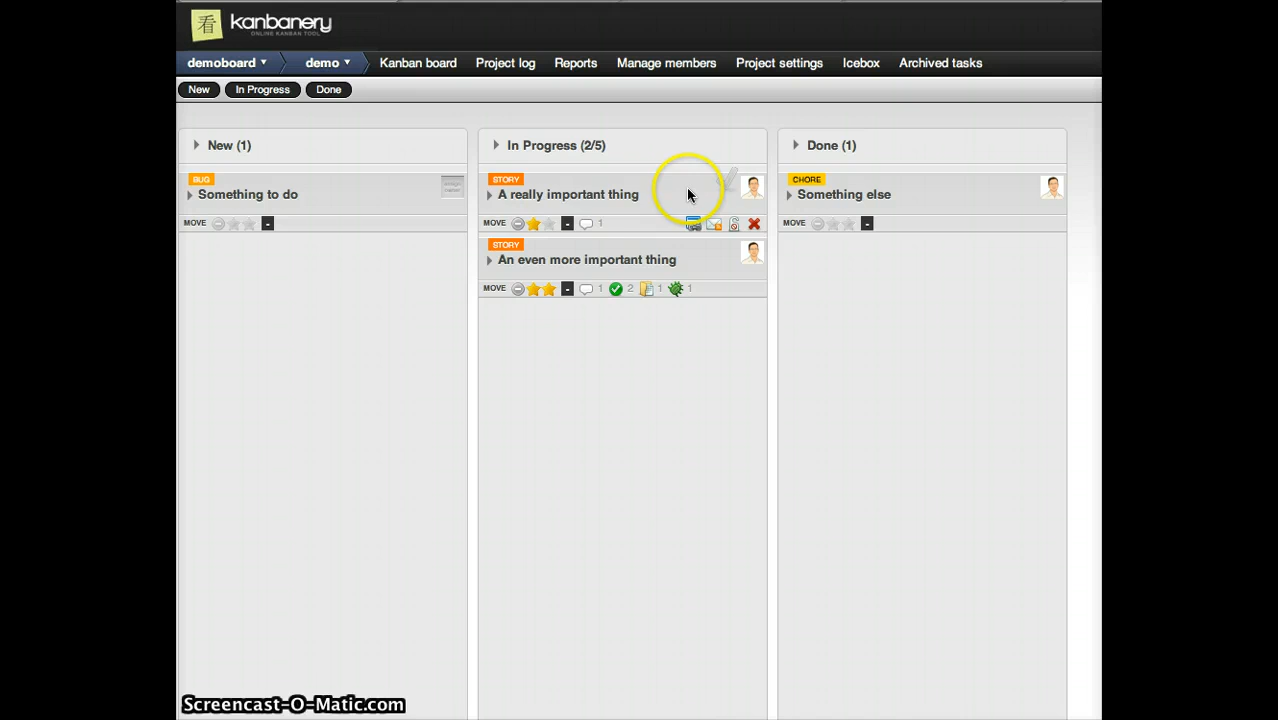 看 kanbanery
ONLINE KANBAN TOOL
demoboard demo Kanban board Project log Reports Manage members Project settings Icebox Archived tasks
New In Progress Done
New (1) In Progress (2/5) Done (1)
BUG STORY CHORE
Something to do A really important thing Something else
MOVE - MOVE - 1 MOVE -
STORY
An even more important thing
MOVE - 1 2 1 1
Screencast-O-Matic.com